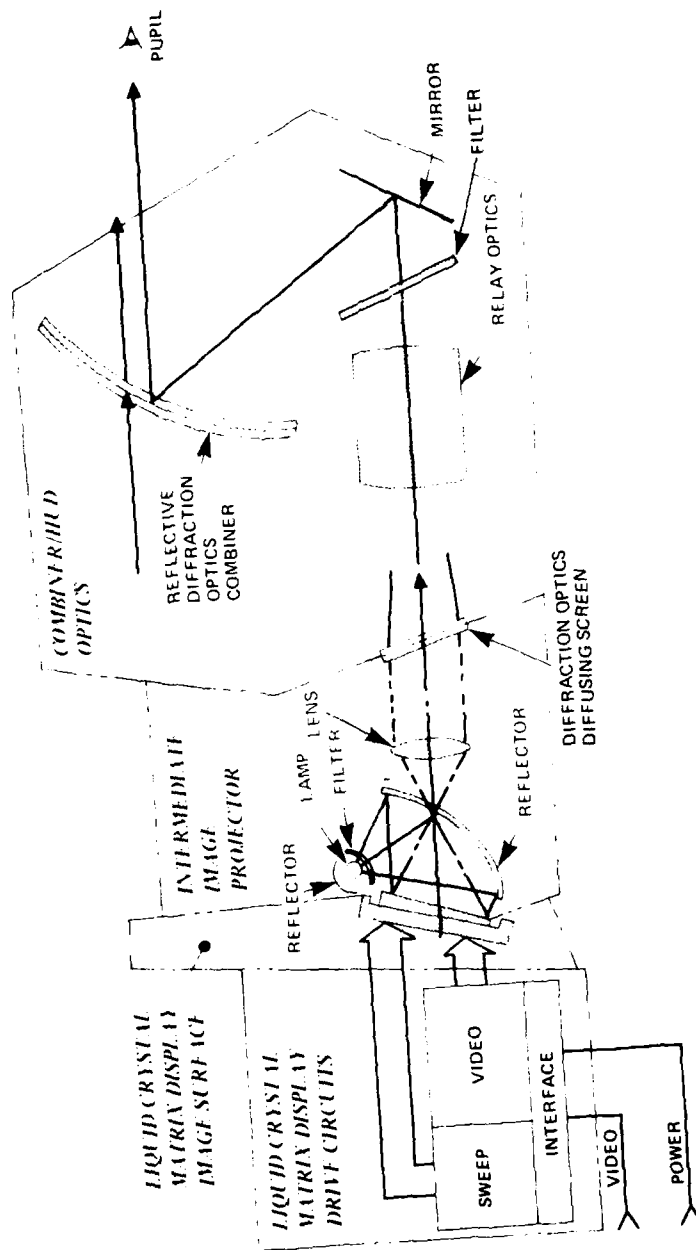 COMBINER/HUD
OPTICS
PUPIL
REFLECTIVE
DIFFRACTION
OPTICS
COMBINER
MIRROR
FILTER
RELAY OPTICS
INTERMEDIATE
IMAGE
PROJECTOR
REFLECTOR
LAMP
FILTER
LENS
DIFFRACTION OPTICS
DIFFUSING SCREEN
REFLECTOR
LIQUID CRYSTAL
MATRIX DISPLAY
IMAGE SURFACE
LIQUID CRYSTAL
MATRIX DISPLAY
DRIVE CIRCUITS
SWEEP
VIDEO
INTERFACE
VIDEO
POWER